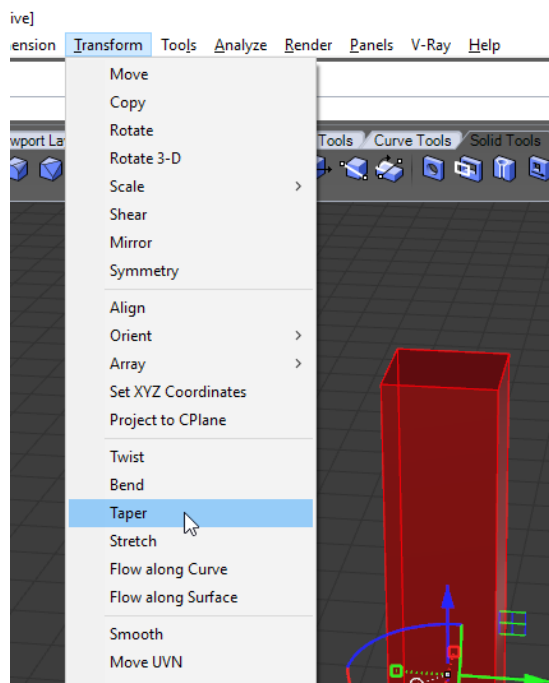 ive]
ension Transform Tools Analyze Render Panels V-Ray Help
wport La Tools Curve Tools Solid Tools
Move
Copy
Rotate
Rotate 3-D
Scale
Shear
Mirror
Symmetry
Align
Orient
Array
Set XYZ Coordinates
Project to CPlane
Twist
Bend
Taper
Stretch
Flow along Curve
Flow along Surface
Smooth
Move UVN